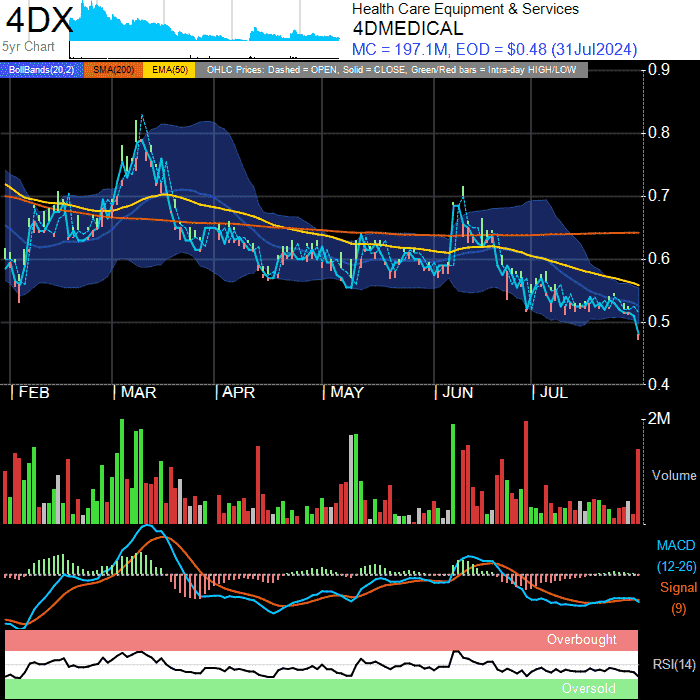 4DX
5yr Chart
Health Care Equipment & Services
4DMEDICAL
MC = 197.1M, EOD = $0.48 (31Jul2024)
BollBands(20,2) SMA(200) EMA(50) OHLC Prices: Dashed = OPEN, Solid = CLOSE, Green/Red bars = Intra-day HIGH/LOW
0.9
0.8
0.7
0.6
0.5
0.4
FEB MAR APR MAY JUN JUL
2M
Volume
MACD
(12-26)
Signal
(9)
Overbought
RSI(14)
Oversold